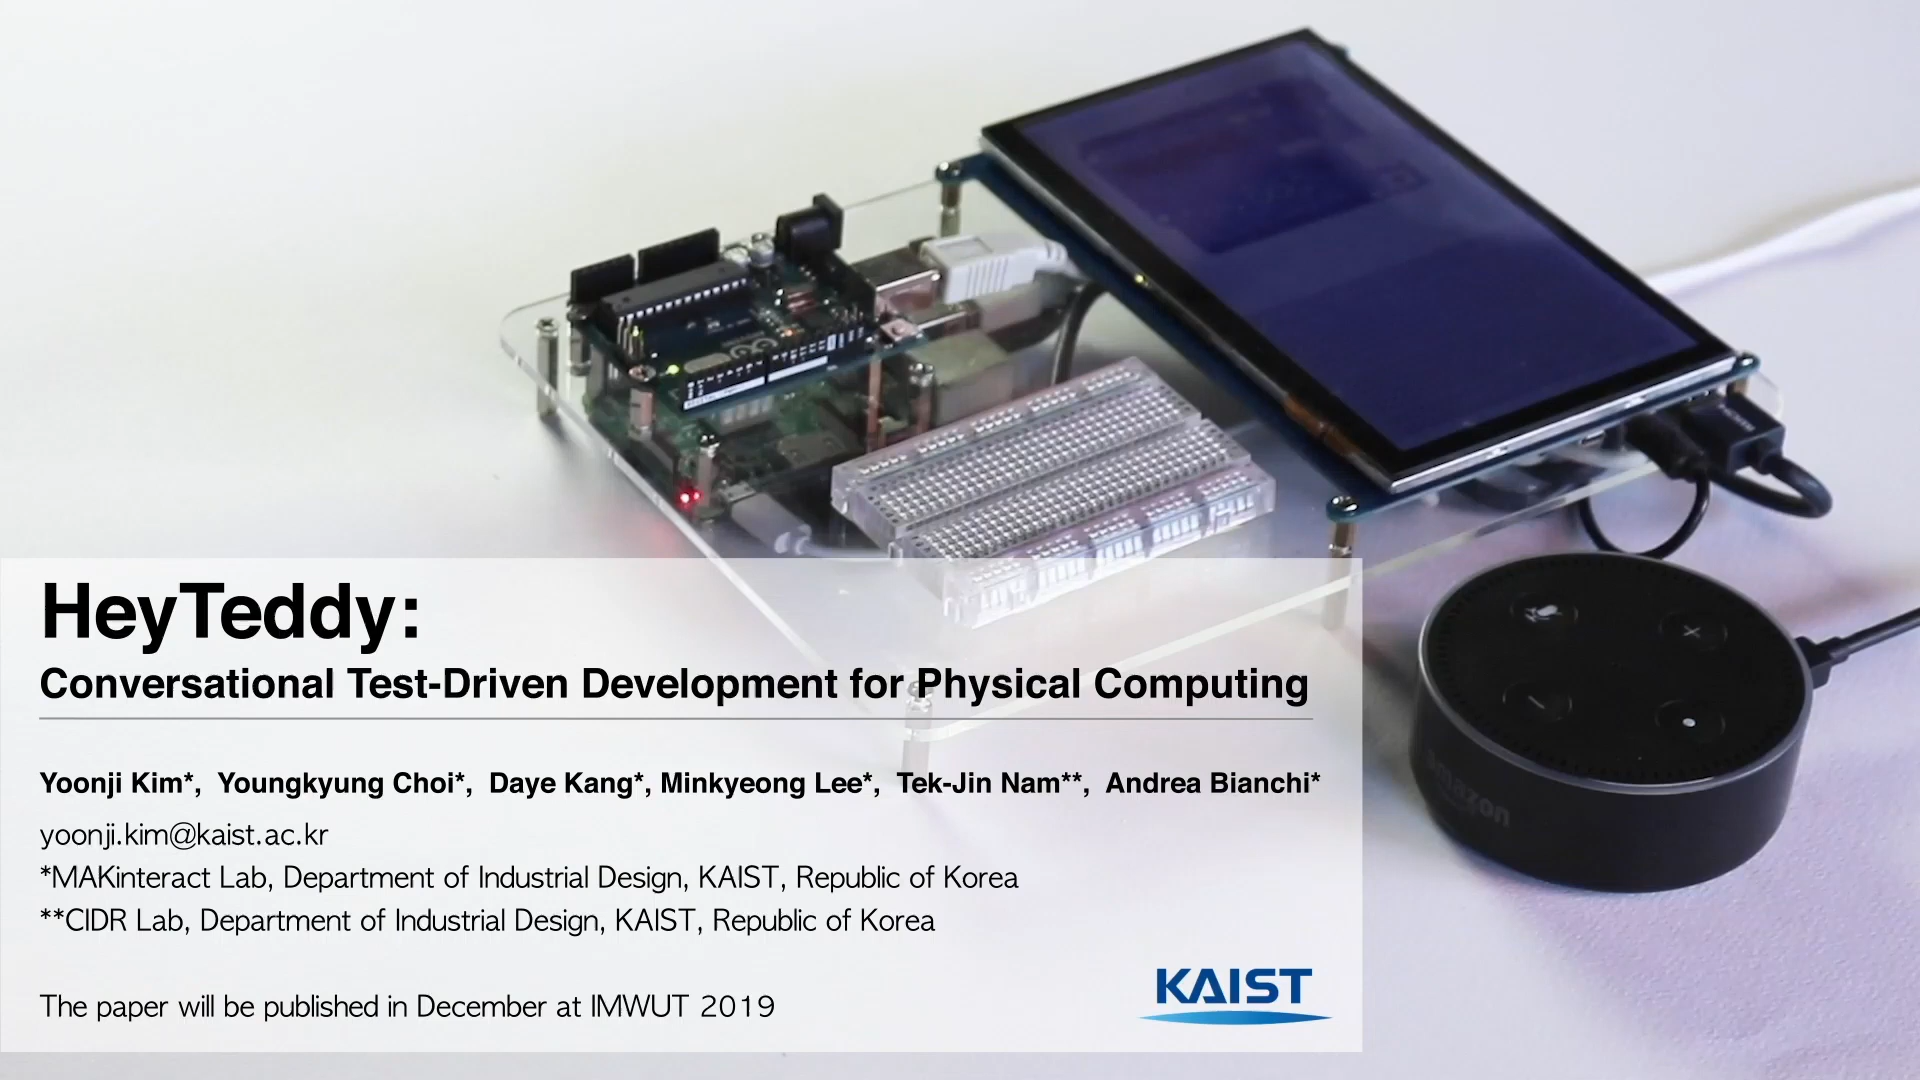 HeyTeddy:
Conversational Test-Driven Development for Physical Computing
Yoonji Kim*, Youngkyung Choi*, Daye Kang*, Minkyeong Lee*, Tek-Jin Nam**, Andrea Bianchi*
yoonji.kim@kaist.ac.kr
*MAKinteract Lab, Department of Industrial Design, KAIST, Republic of Korea
**CIDR Lab, Department of Industrial Design, KAIST, Republic of Korea
The paper will be published in December at IMWUT 2019
KAIST
amazon